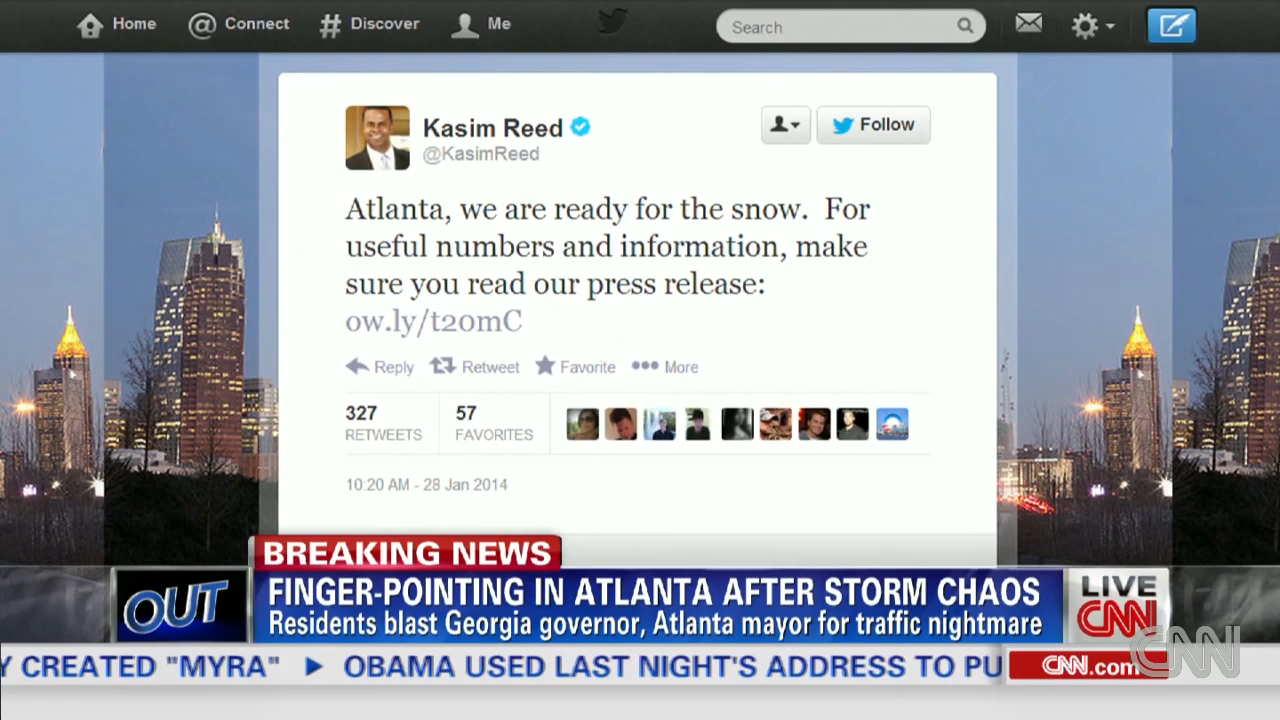 Home
Connect
Discover
Me
Search
Kasim Reed
@KasimReed
Follow
Atlanta, we are ready for the snow.  For
useful numbers and information, make
sure you read our press release:
ow.ly/t20mC
Reply
Retweet
Favorite
More
327
RETWEETS
57
FAVORITES
10:20 AM - 28 Jan 2014
BREAKING NEWS
OUT
FINGER-POINTING IN ATLANTA AFTER STORM CHAOS
Residents blast Georgia governor, Atlanta mayor for traffic nightmare
LIVE
CNN
Y CREATED "MYRA" ▶ OBAMA USED LAST NIGHT'S ADDRESS TO PU
CNN.com
CNN